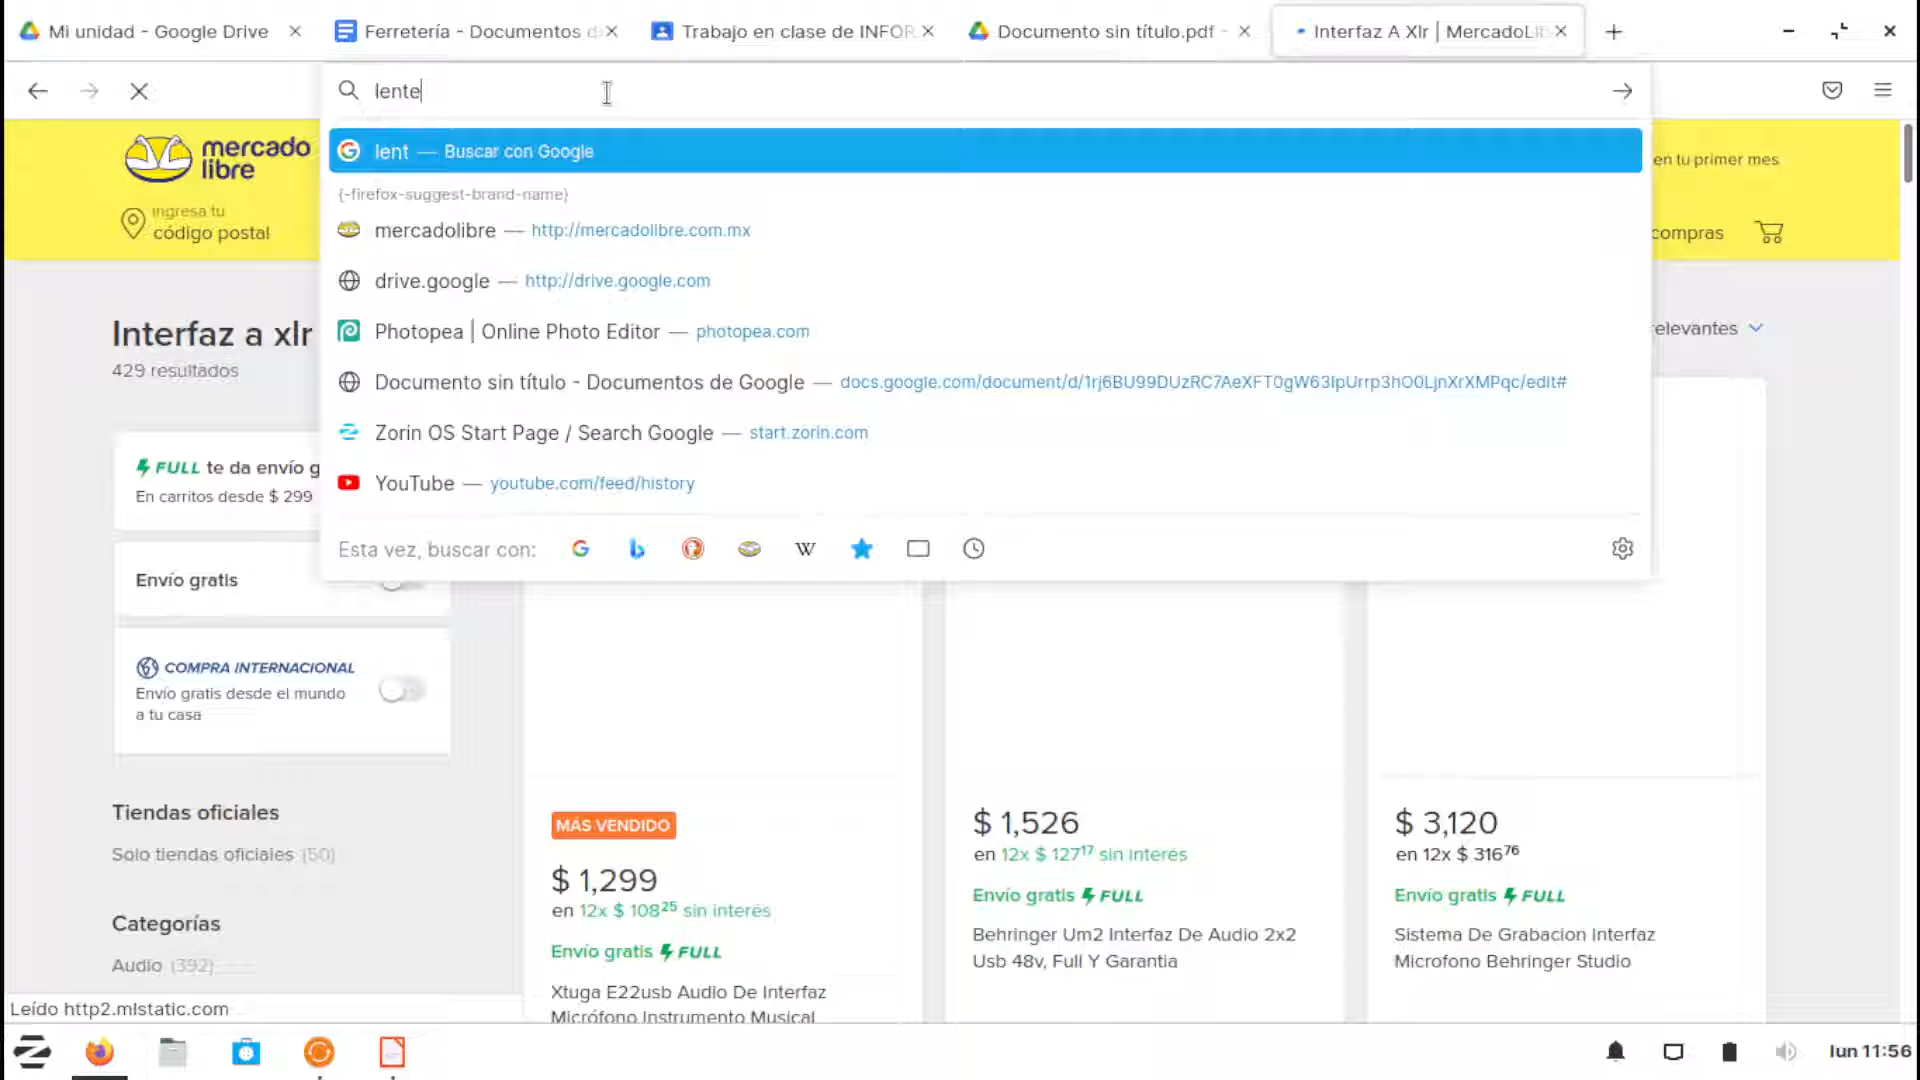 Mi unidad - Google Drive
Ferretería - Documentos d
Trabajo en clase de INFOR
Documento sin título.pdf -
Interfaz A Xlr | MercadoLi
lente
lent — Buscar con Google
{-firefox-suggest-brand-name}
mercadolibre — http://mercadolibre.com.mx
drive.google — http://drive.google.com
Photopea | Online Photo Editor — photopea.com
Documento sin título - Documentos de Google — docs.google.com/document/d/1rj6BU99DUzRC7AeXFT0gW63IpUrrp3hO0LjnXrXMPqc/edit#
Zorin OS Start Page / Search Google — start.zorin.com
YouTube — youtube.com/feed/history
Esta vez, buscar con:
mercado
libre
en tu primer mes
Ingresa tu
código postal
compras
Interfaz a xlr
429 resultados
relevantes
FULL te da envío g
En carritos desde $ 299
Envío gratis
COMPRA INTERNACIONAL
Envío gratis desde el mundo
a tu casa
Tiendas oficiales
Solo tiendas oficiales (50)
Categorías
Audio (392)
MÁS VENDIDO
$ 1,299
en 12x $ 108 25 sin interés
Envío gratis FULL
Xtuga E22usb Audio De Interfaz
Micrófono Instrumento Musical
$ 1,526
en 12x $ 127 17 sin interés
Envío gratis FULL
Behringer Um2 Interfaz De Audio 2x2
Usb 48v, Full Y Garantia
$ 3,120
en 12x $ 316 76
Envío gratis FULL
Sistema De Grabacion Interfaz
Microfono Behringer Studio
Leído http2.mlstatic.com
lun 11:56